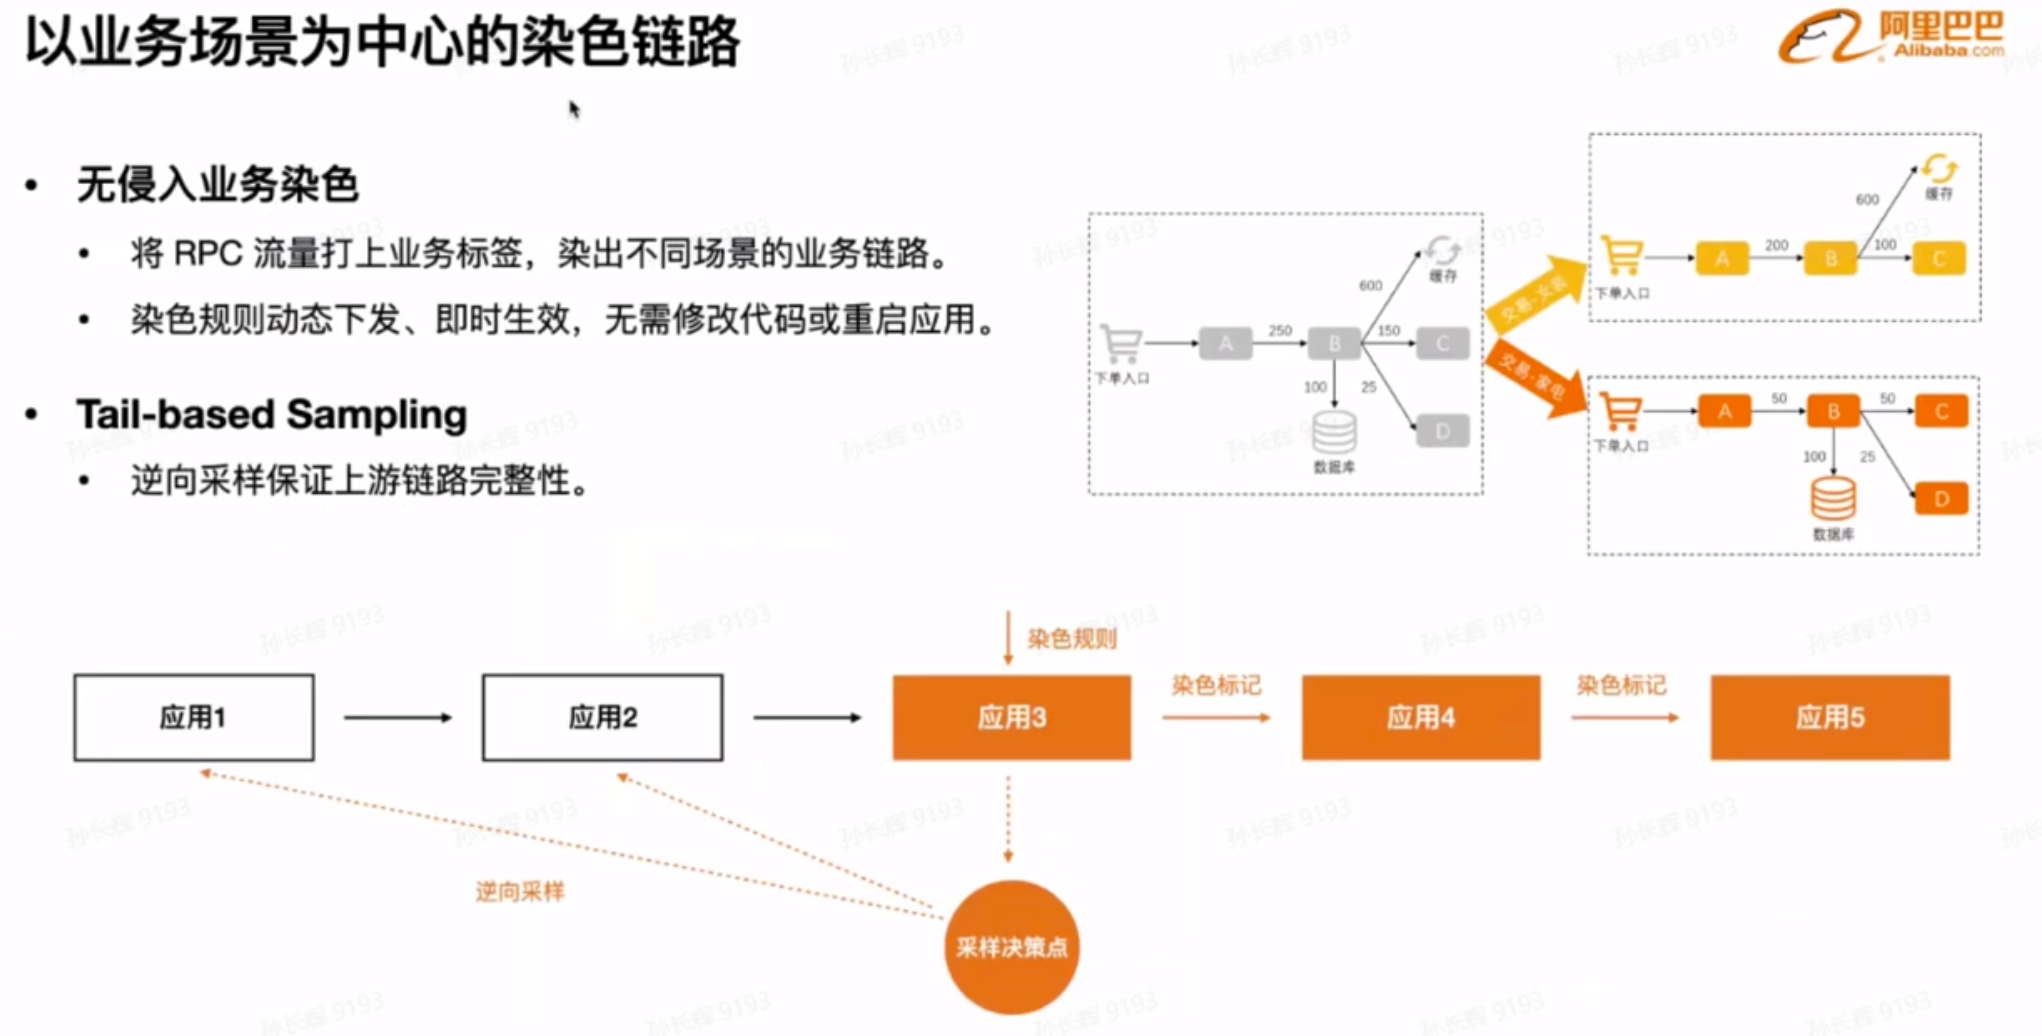 以业务场景为中心的染色链路
阿里巴巴
Alibaba.com
• 无侵入业务染色
• 将 RPC 流量打上业务标签，染出不同场景的业务链路。
• 染色规则动态下发、即时生效，无需修改代码或重启应用。
• Tail-based Sampling
• 逆向采样保证上游链路完整性。
下单入口
A
250
B
600
缓存
150
C
100
25
数据库
D
交易-女装
交易-家电
下单入口
A
200
B
600
缓存
100
C
下单入口
A
50
B
50
C
100
25
数据库
D
染色规则
应用1
应用2
应用3
染色标记
应用4
染色标记
应用5
逆向采样
采样决策点
孙长辉 9193